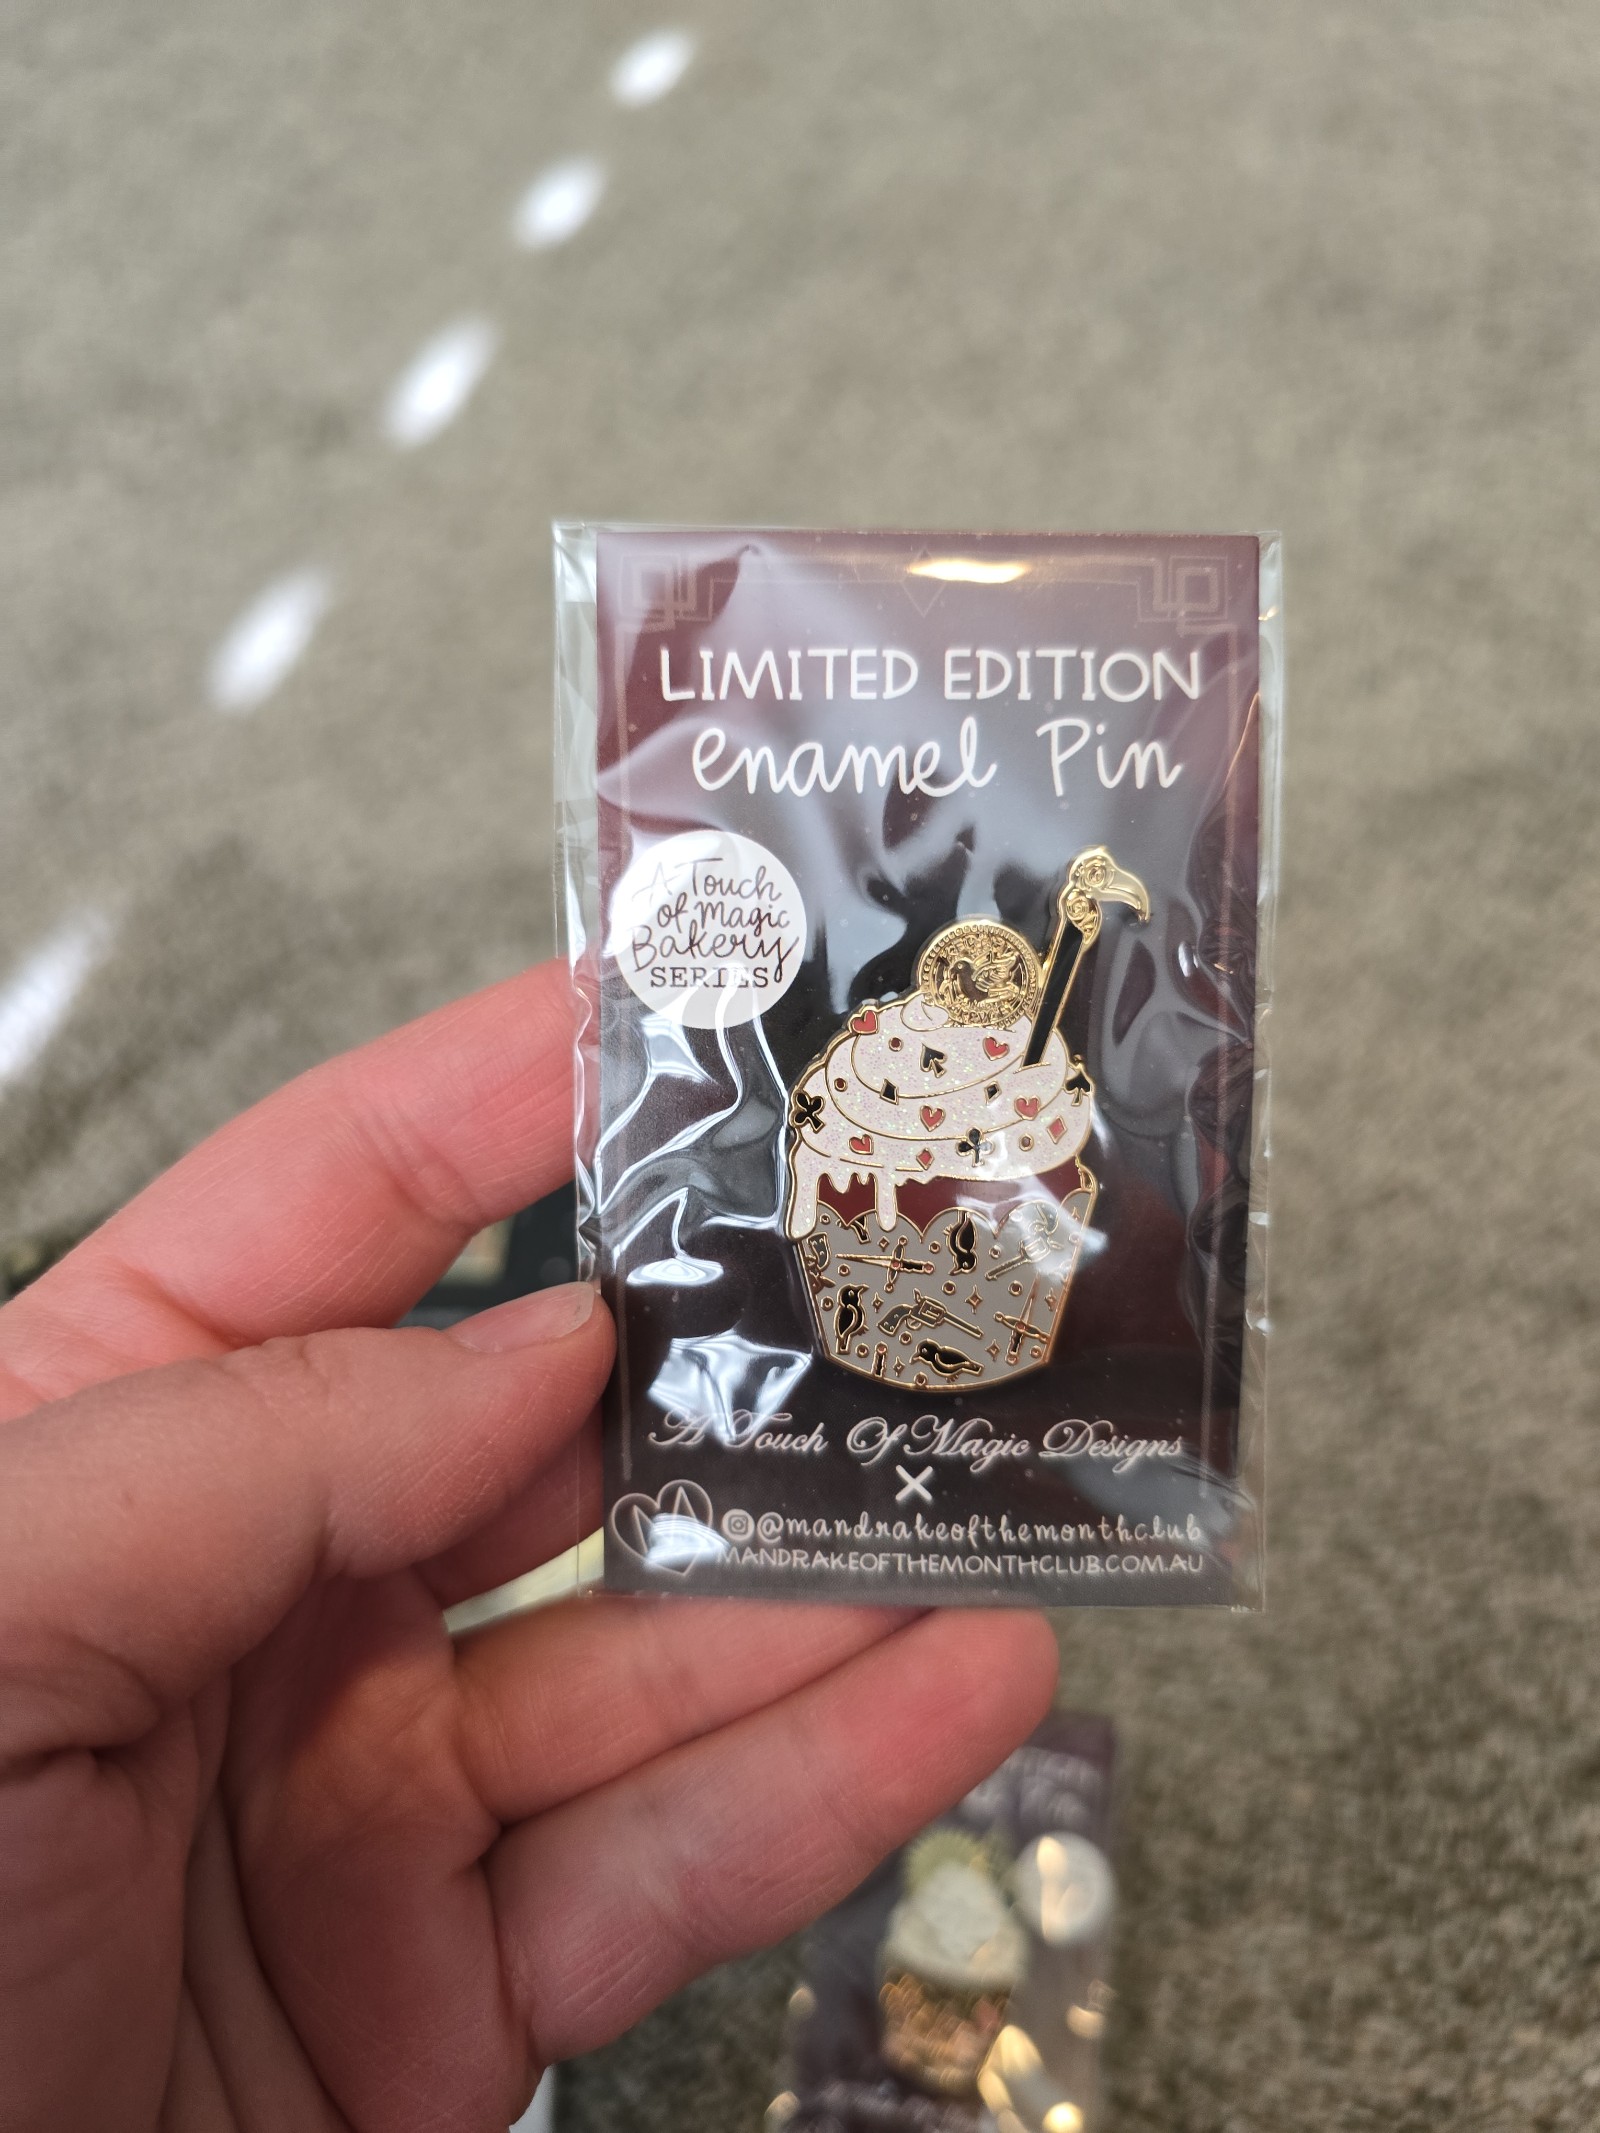 LIMITED EDITION
enamel Pin
A Touch
of Magic
Bakery
SERIES
A Touch Of Magic Designs
X
@mandrakeofthemonthclub
MANDRAKEOFTHEMONTHCLUB.COM.AU